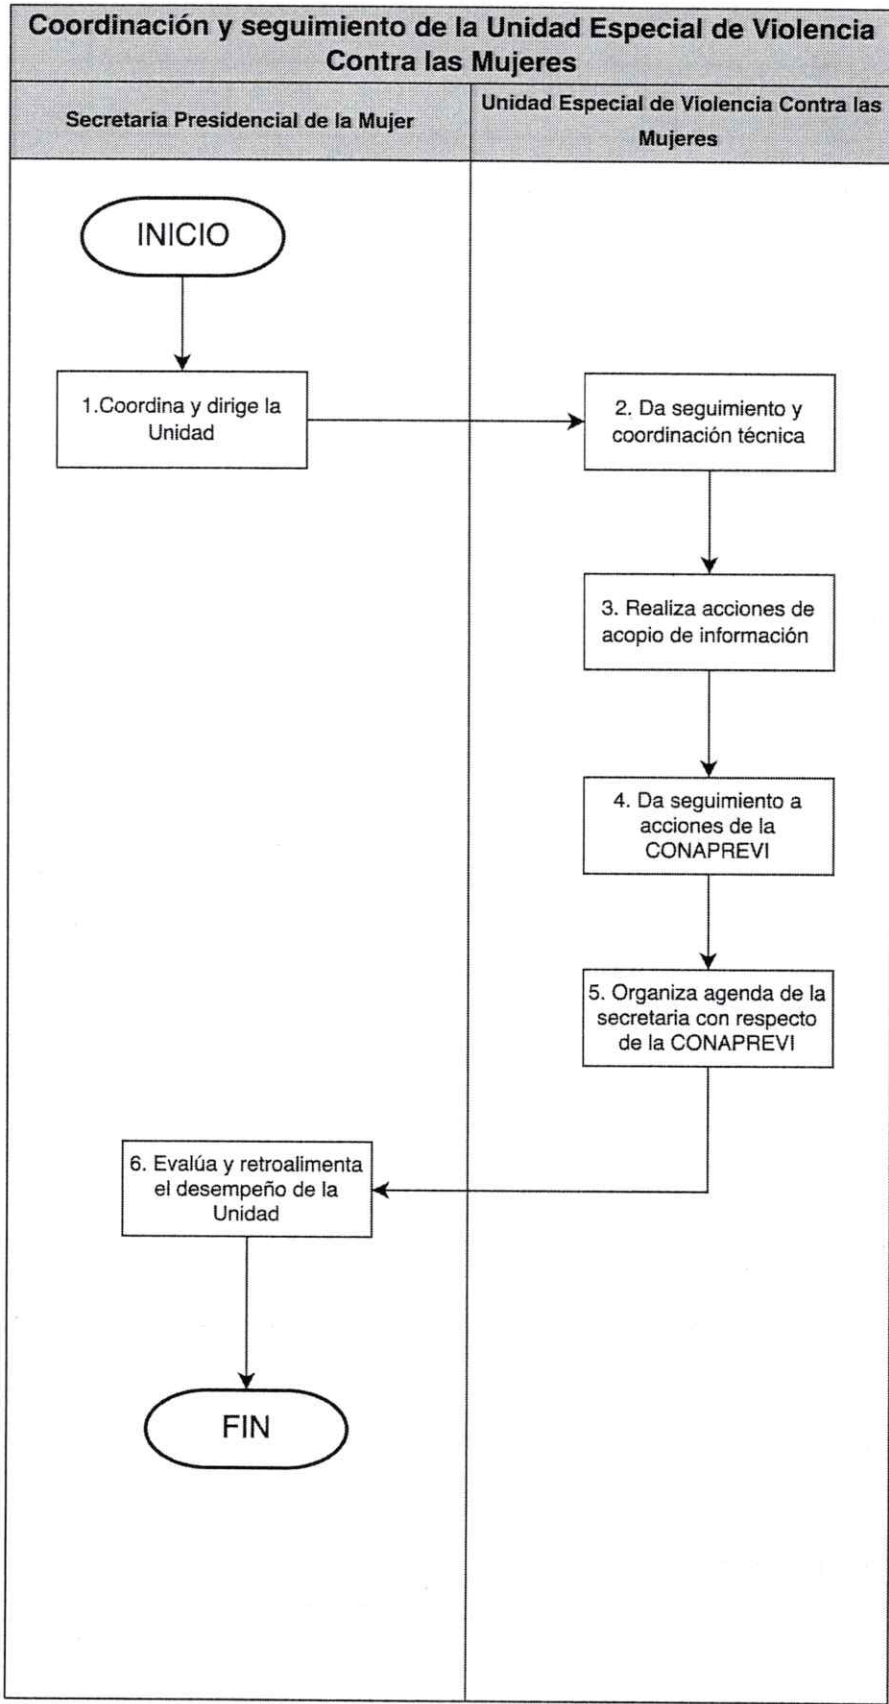 Coordinación y seguimiento de la Unidad Especial de Violencia
Contra las Mujeres
Secretaria Presidencial de la Mujer
Unidad Especial de Violencia Contra las
Mujeres
INICIO
1.Coordina y dirige la
Unidad
2. Da seguimiento y
coordinación técnica
3. Realiza acciones de
acopio de información
4. Da seguimiento a
acciones de la
CONAPREVI
5. Organiza agenda de la
secretaria con respecto
de la CONAPREVI
6. Evalúa y retroalimenta
el desempeño de la
Unidad
FIN